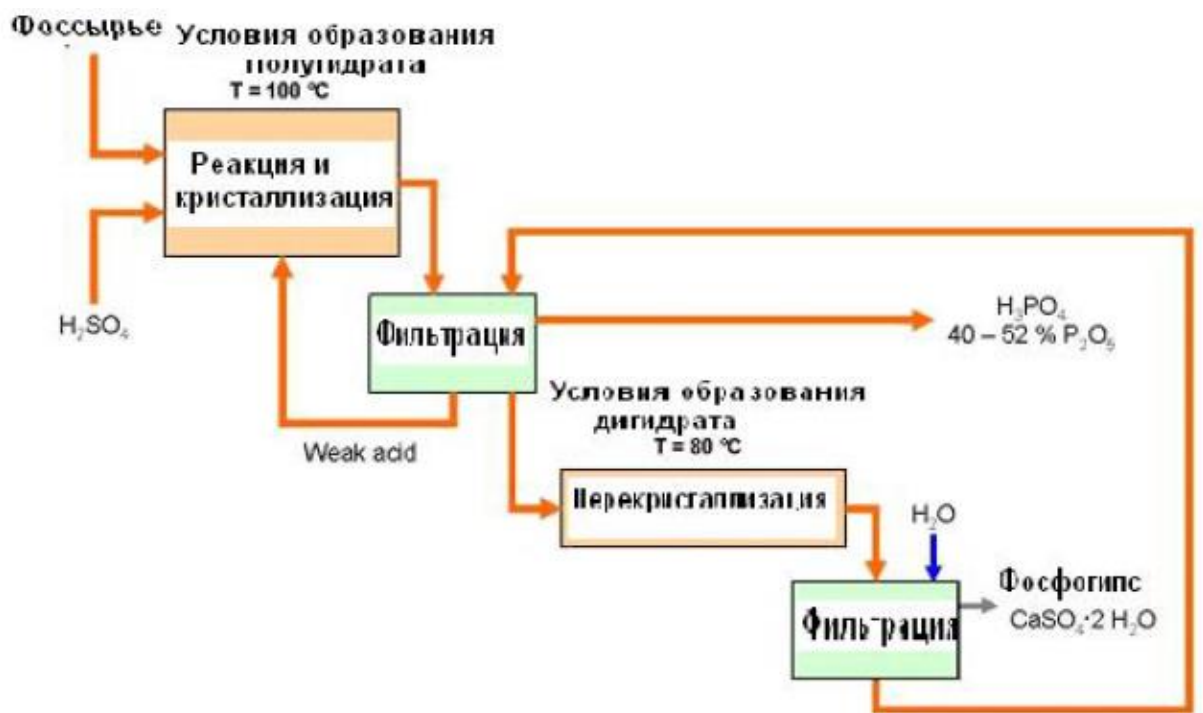 Фоссырье
Условия образования
Полугидрата
T = 100 °C
Реакция и
кристаллизация
H₂SO₄
Фильтрация
H₃PO₄
40 – 52 % P₂O₅
Условия образования
дигидрата
T = 80 °C
Weak acid
Перекристаллизация
H₂O
Фосфогипс
CaSO₄·2 H₂O
Фильтрация